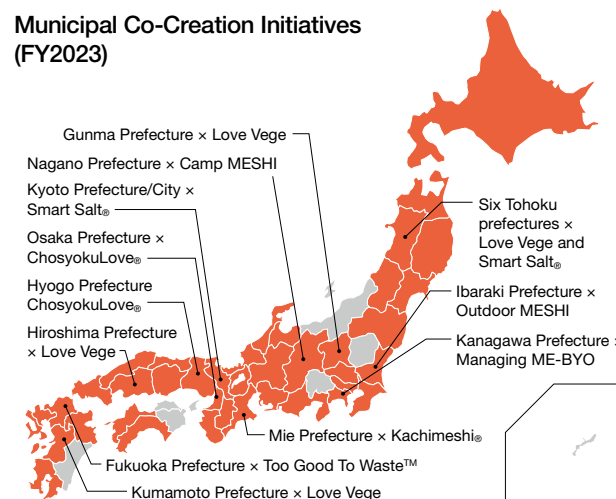 Municipal Co-Creation Initiatives
(FY2023)
Gunma Prefecture × Love Vege
Nagano Prefecture × Camp MESHI
Kyoto Prefecture/City ×
Smart Salt®
Osaka Prefecture ×
ChosyokuLove®
Hyogo Prefecture
ChosyokuLove®
Hiroshima Prefecture
× Love Vege
Six Tohoku
prefectures ×
Love Vege and
Smart Salt®
Ibaraki Prefecture ×
Outdoor MESHI
Kanagawa Prefecture ×
Managing ME-BYO
Mie Prefecture × Kachimeshi®
Fukuoka Prefecture × Too Good To Waste™
Kumamoto Prefecture × Love Vege